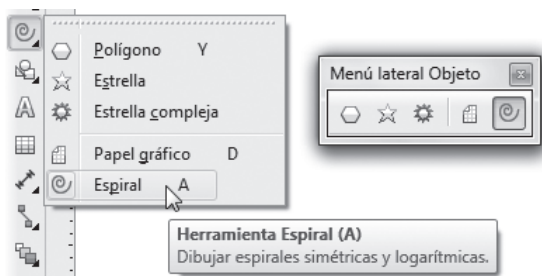 Polígono Y
Estrella
Estrella compleja
Papel gráfico D
Espiral A
Menú lateral Objeto
Herramienta Espiral (A)
Dibujar espirales simétricas y logarítmicas.